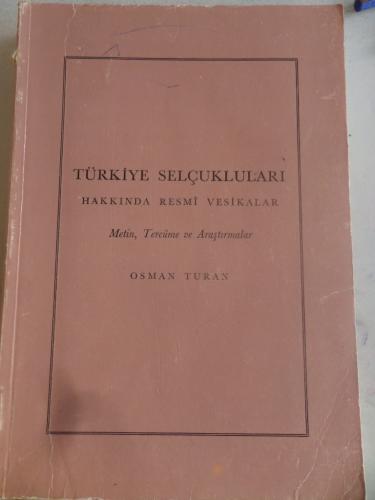 TÜRKİYE SELÇUKLULARI
HAKKINDA RESMÎ VESİKALAR
Metin, Tercüme ve Araştırmalar
OSMAN TURAN